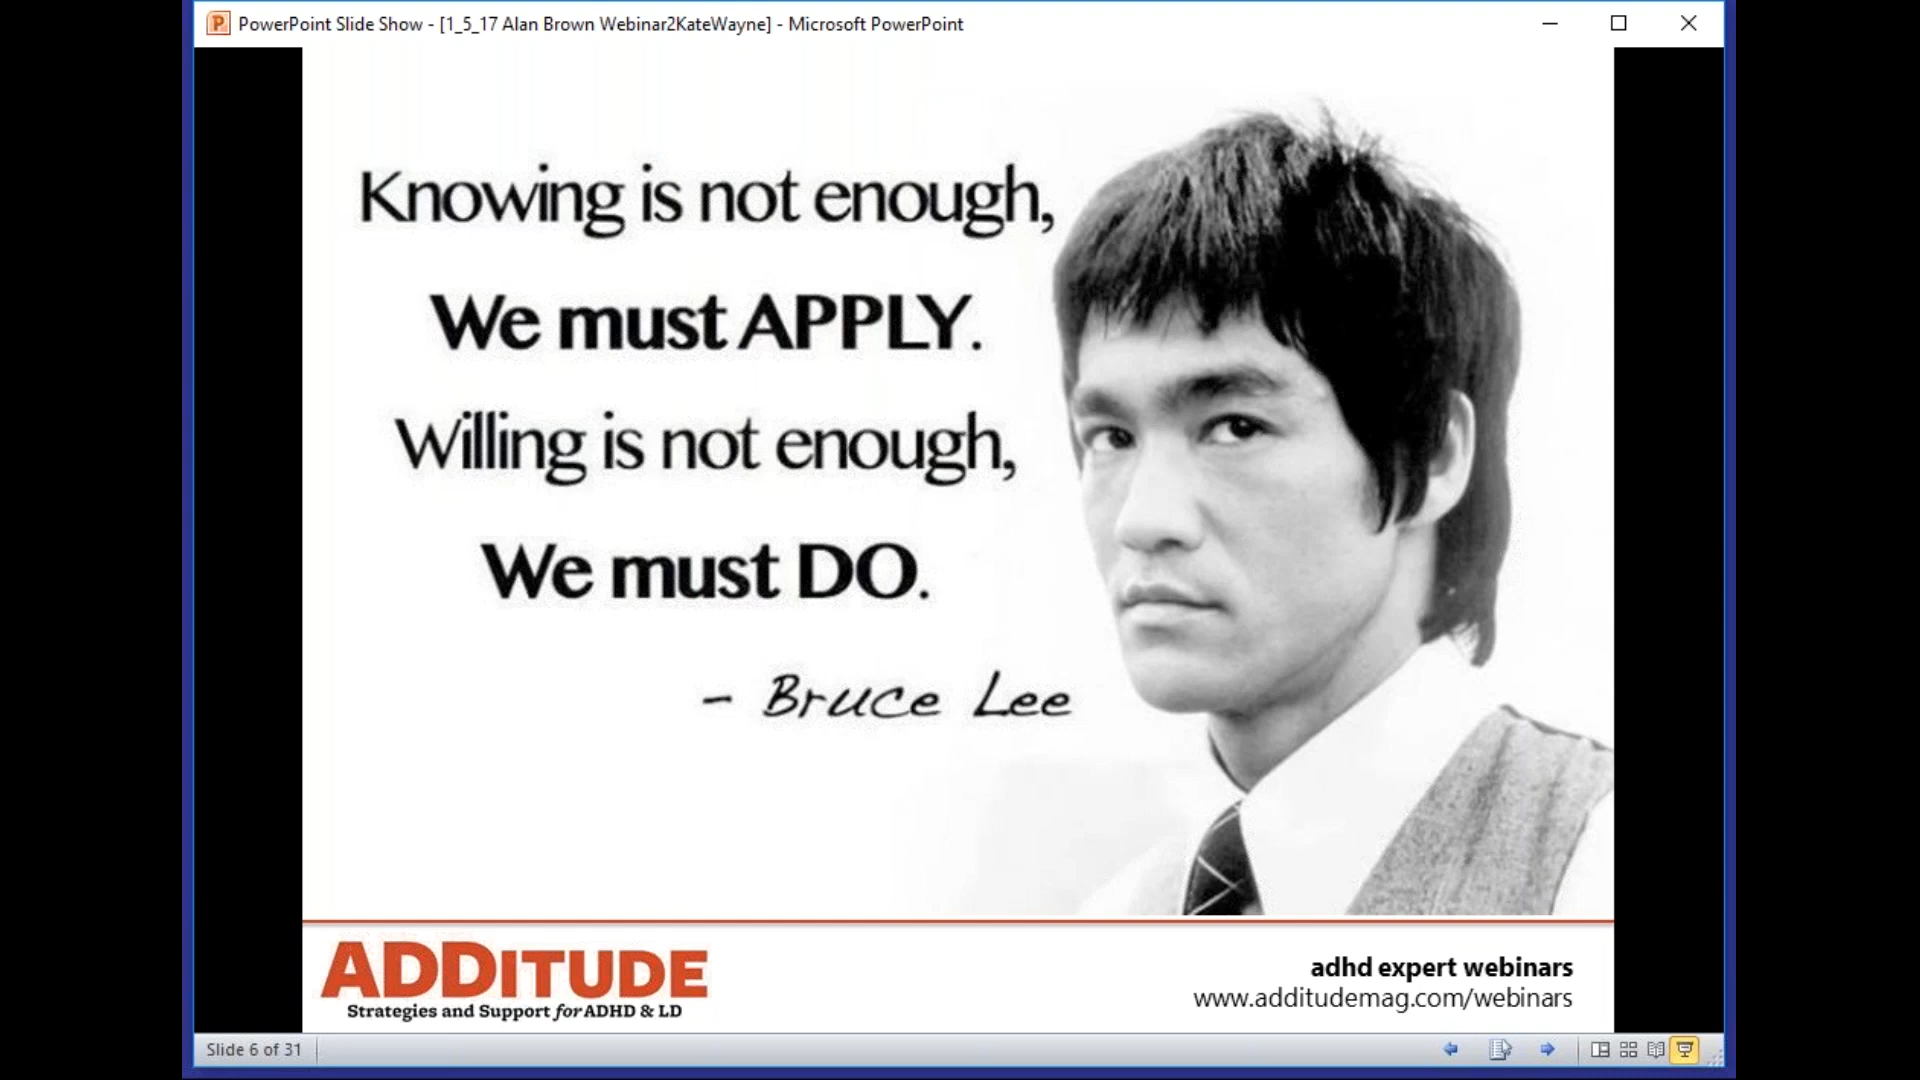 PowerPoint Slide Show - [1_5_17 Alan Brown Webinar2KateWayne] - Microsoft PowerPoint
Knowing is not enough,
We must APPLY.
Willing is not enough,
We must DO.
- Bruce Lee
ADDITUDE
Strategies and Support for ADHD & LD
adhd expert webinars
www.additudemag.com/webinars
Slide 6 of 31